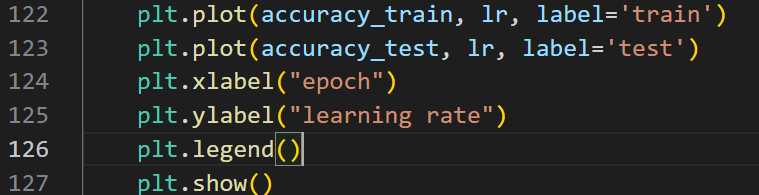 122 plt.plot(accuracy_train, lr, label='train')
123 plt.plot(accuracy_test, lr, label='test')
124 plt.xlabel("epoch")
125 plt.ylabel("learning rate")
126 plt.legend()
127 plt.show()